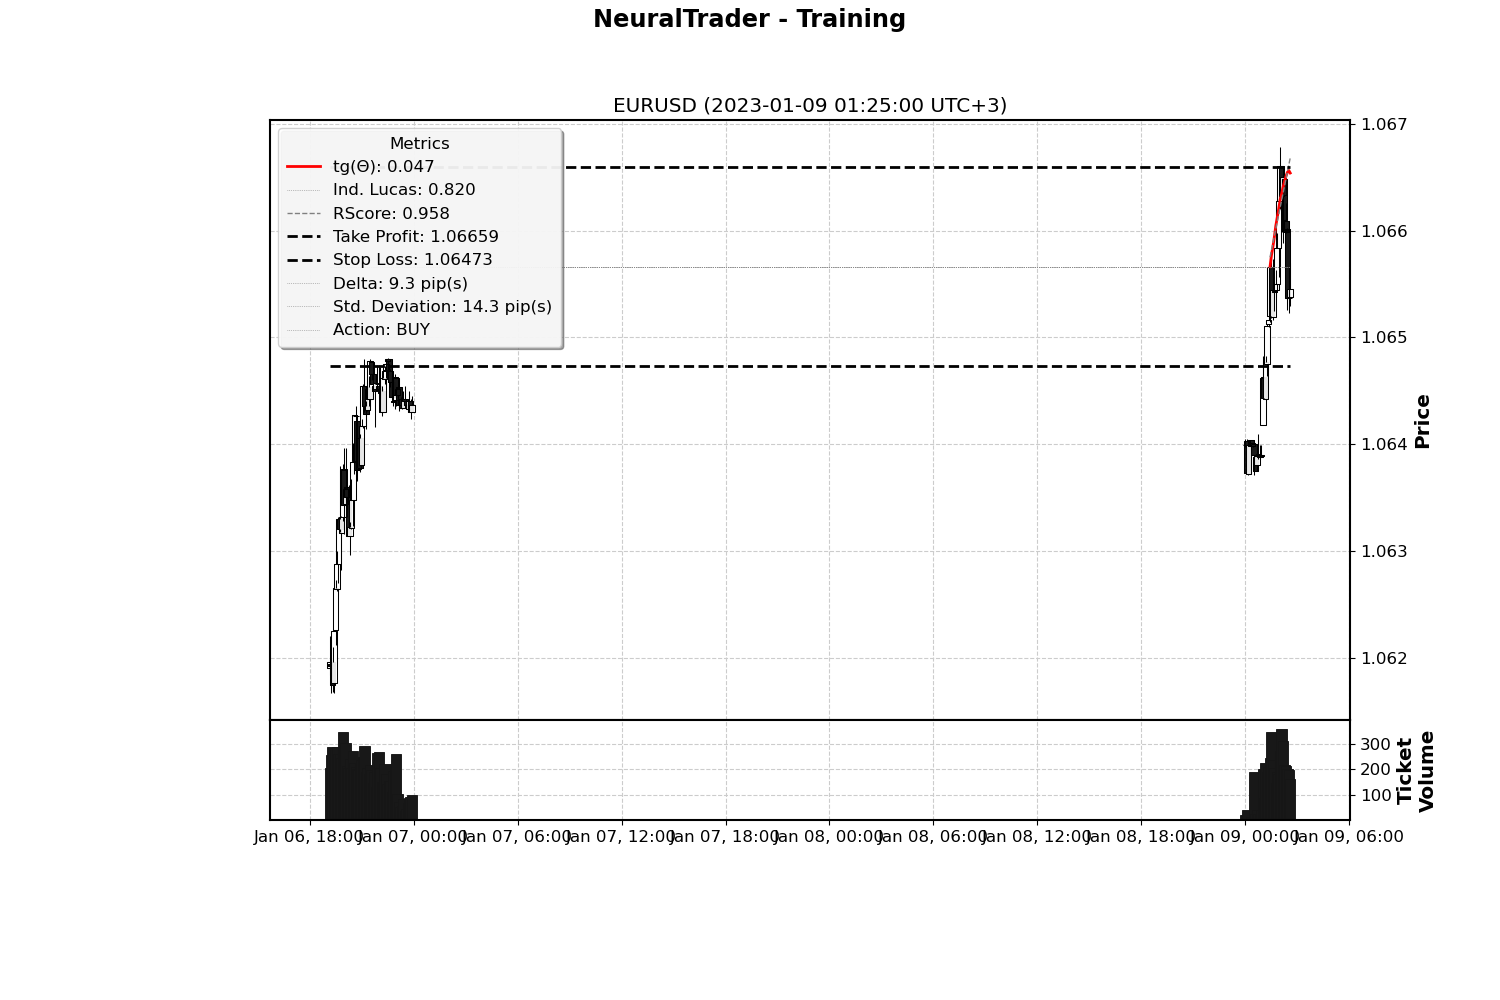 NeuralTrader - Training
EURUSD (2023-01-09 01:25:00 UTC+3)
Metrics
tg(Θ): 0.047
Ind. Lucas: 0.820
RScore: 0.958
Take Profit: 1.06659
Stop Loss: 1.06473
Delta: 9.3 pip(s)
Std. Deviation: 14.3 pip(s)
Action: BUY
1.067
1.066
1.065
1.064
1.063
1.062
Price
300
200
100
Ticket
Volume
Jan 06, 18:00
Jan 07, 00:00
Jan 07, 06:00
Jan 07, 12:00
Jan 07, 18:00
Jan 08, 00:00
Jan 08, 06:00
Jan 08, 12:00
Jan 08, 18:00
Jan 09, 00:00
Jan 09, 06:00